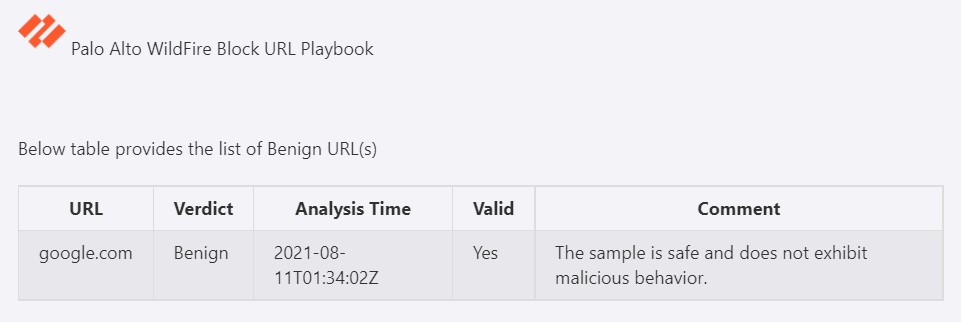 Palo Alto WildFire Block URL Playbook
Below table provides the list of Benign URL(s)
URL Verdict Analysis Time Valid Comment
google.com Benign 2021-08- Yes The sample is safe and does not exhibit
11T01:34:02Z malicious behavior.